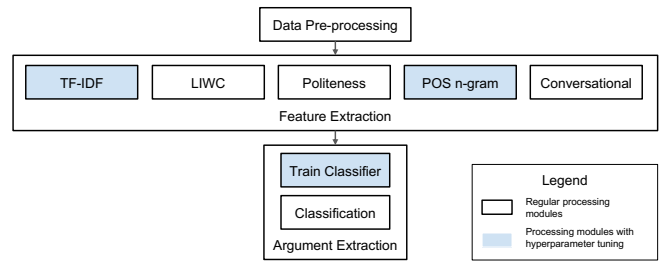 Data Pre-processing
TF-IDF
LIWC
Politeness
POS n-gram
Conversational
Feature Extraction
Train Classifier
Classification
Argument Extraction
Legend
Regular processing
modules
Processing modules with
hyperparameter tuning